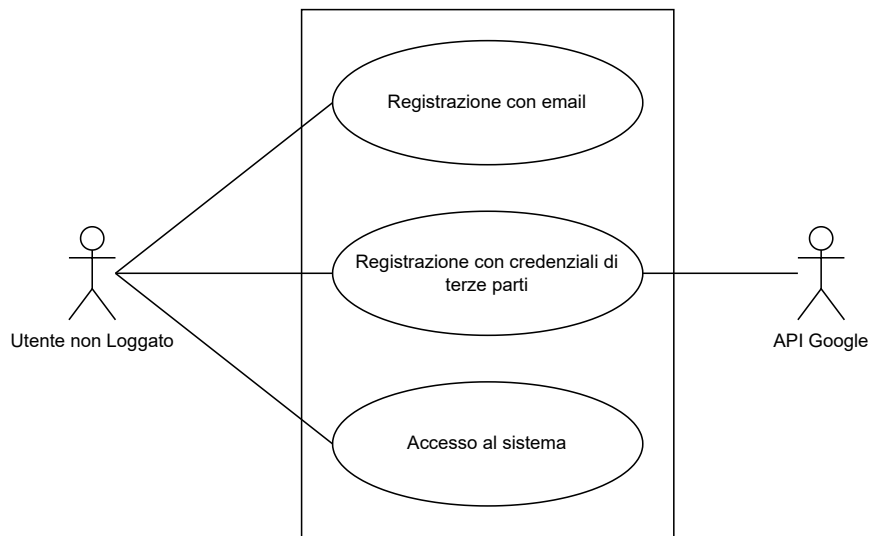 Registrazione con email
Registrazione con credenziali di
terze parti
Utente non Loggato
API Google
Accesso al sistema